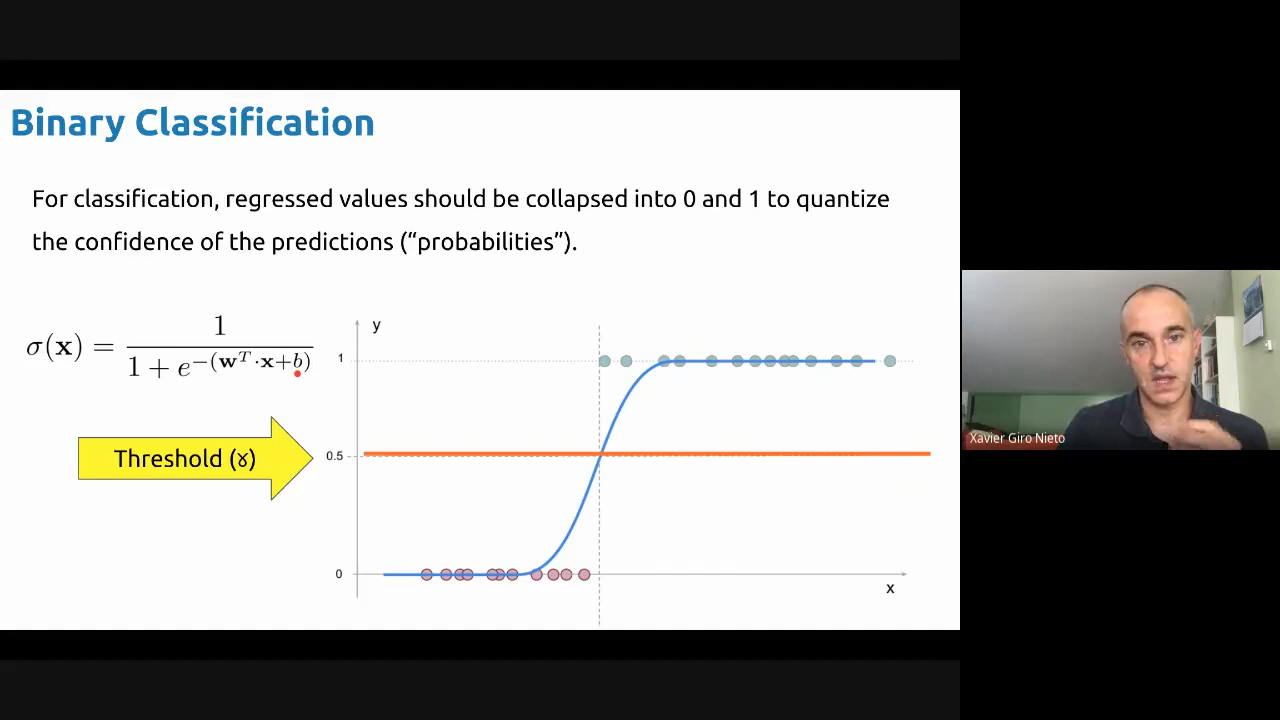 Binary Classification
For classification, regressed values should be collapsed into 0 and 1 to quantize
the confidence of the predictions (“probabilities”).
σ(x) = 1 / (1 + e^−(w^T·x+b))
Threshold (ɤ)
y
1
0.5
0
x
Xavier Giro Nieto